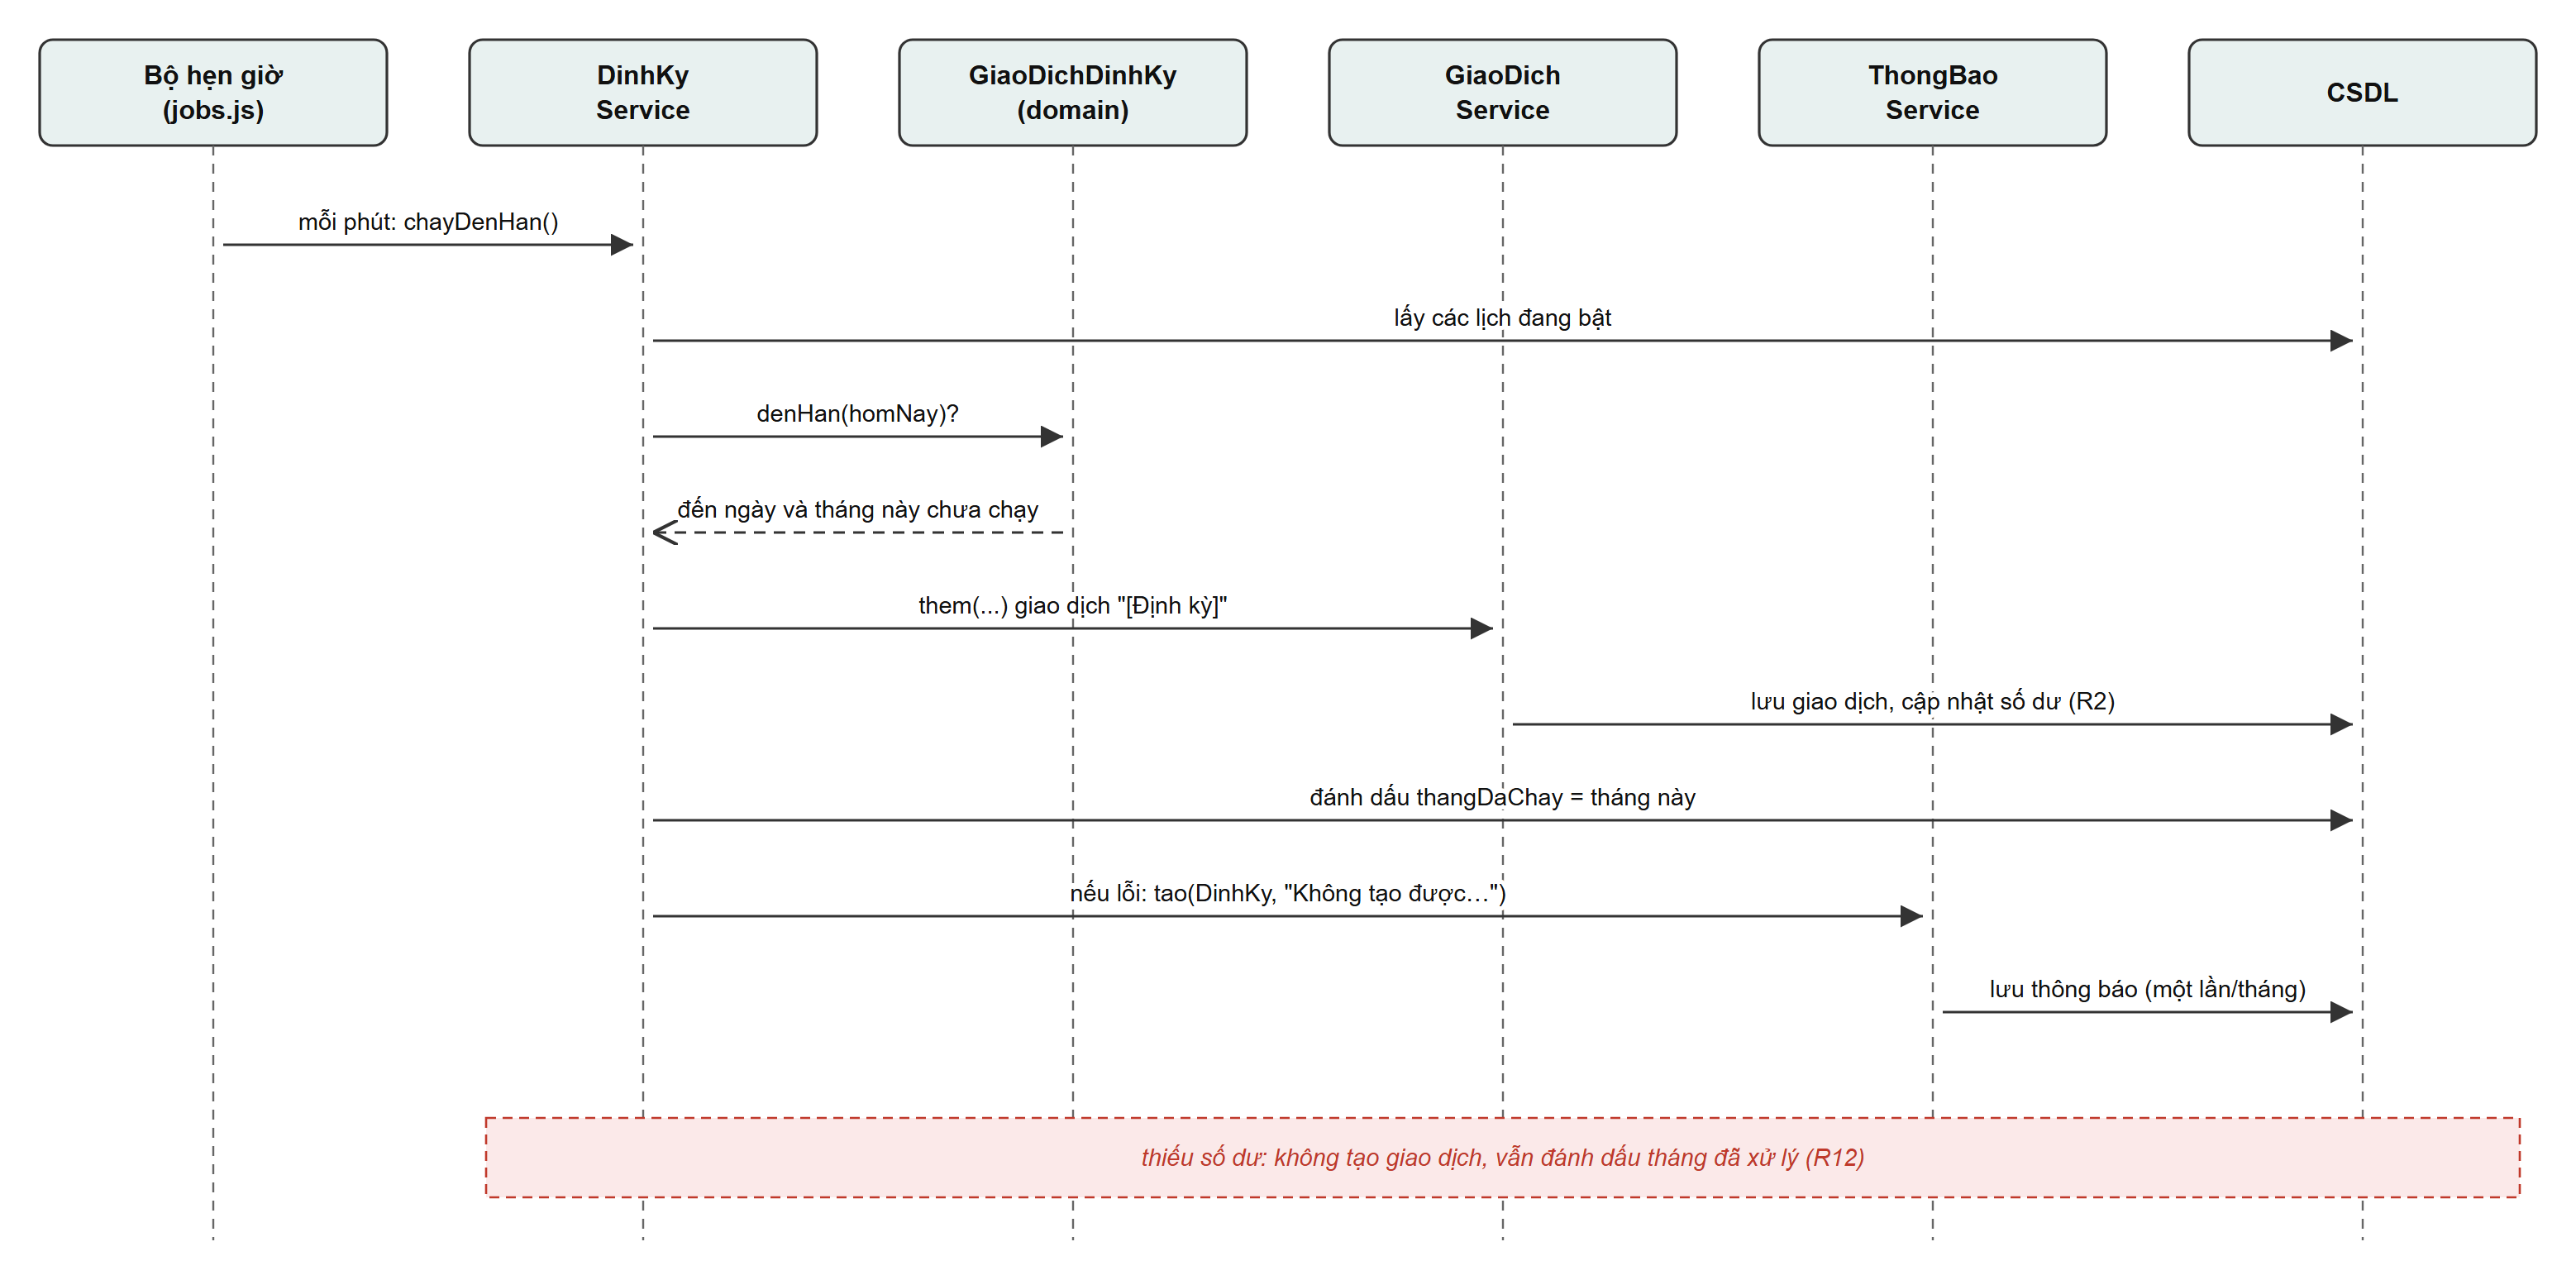 Bộ hẹn giờ
(jobs.js)
DinhKy
Service
GiaoDichDinhKy
(domain)
GiaoDich
Service
ThongBao
Service
CSDL
mỗi phút: chayDenHan()
lấy các lịch đang bật
denHan(homNay)?
đến ngày và tháng này chưa chạy
them(...) giao dịch "[Định kỳ]"
lưu giao dịch, cập nhật số dư (R2)
đánh dấu thangDaChay = tháng này
nếu lỗi: tao(DinhKy, "Không tạo được…")
lưu thông báo (một lần/tháng)
thiếu số dư: không tạo giao dịch, vẫn đánh dấu tháng đã xử lý (R12)